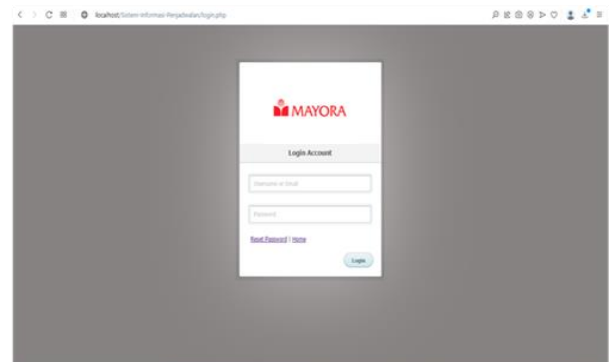 localhost/Sistem-Informasi-Penjadwalan/login.php
MAYORA
Login Account
Username or Email
Password
Reset Password | Home
Login